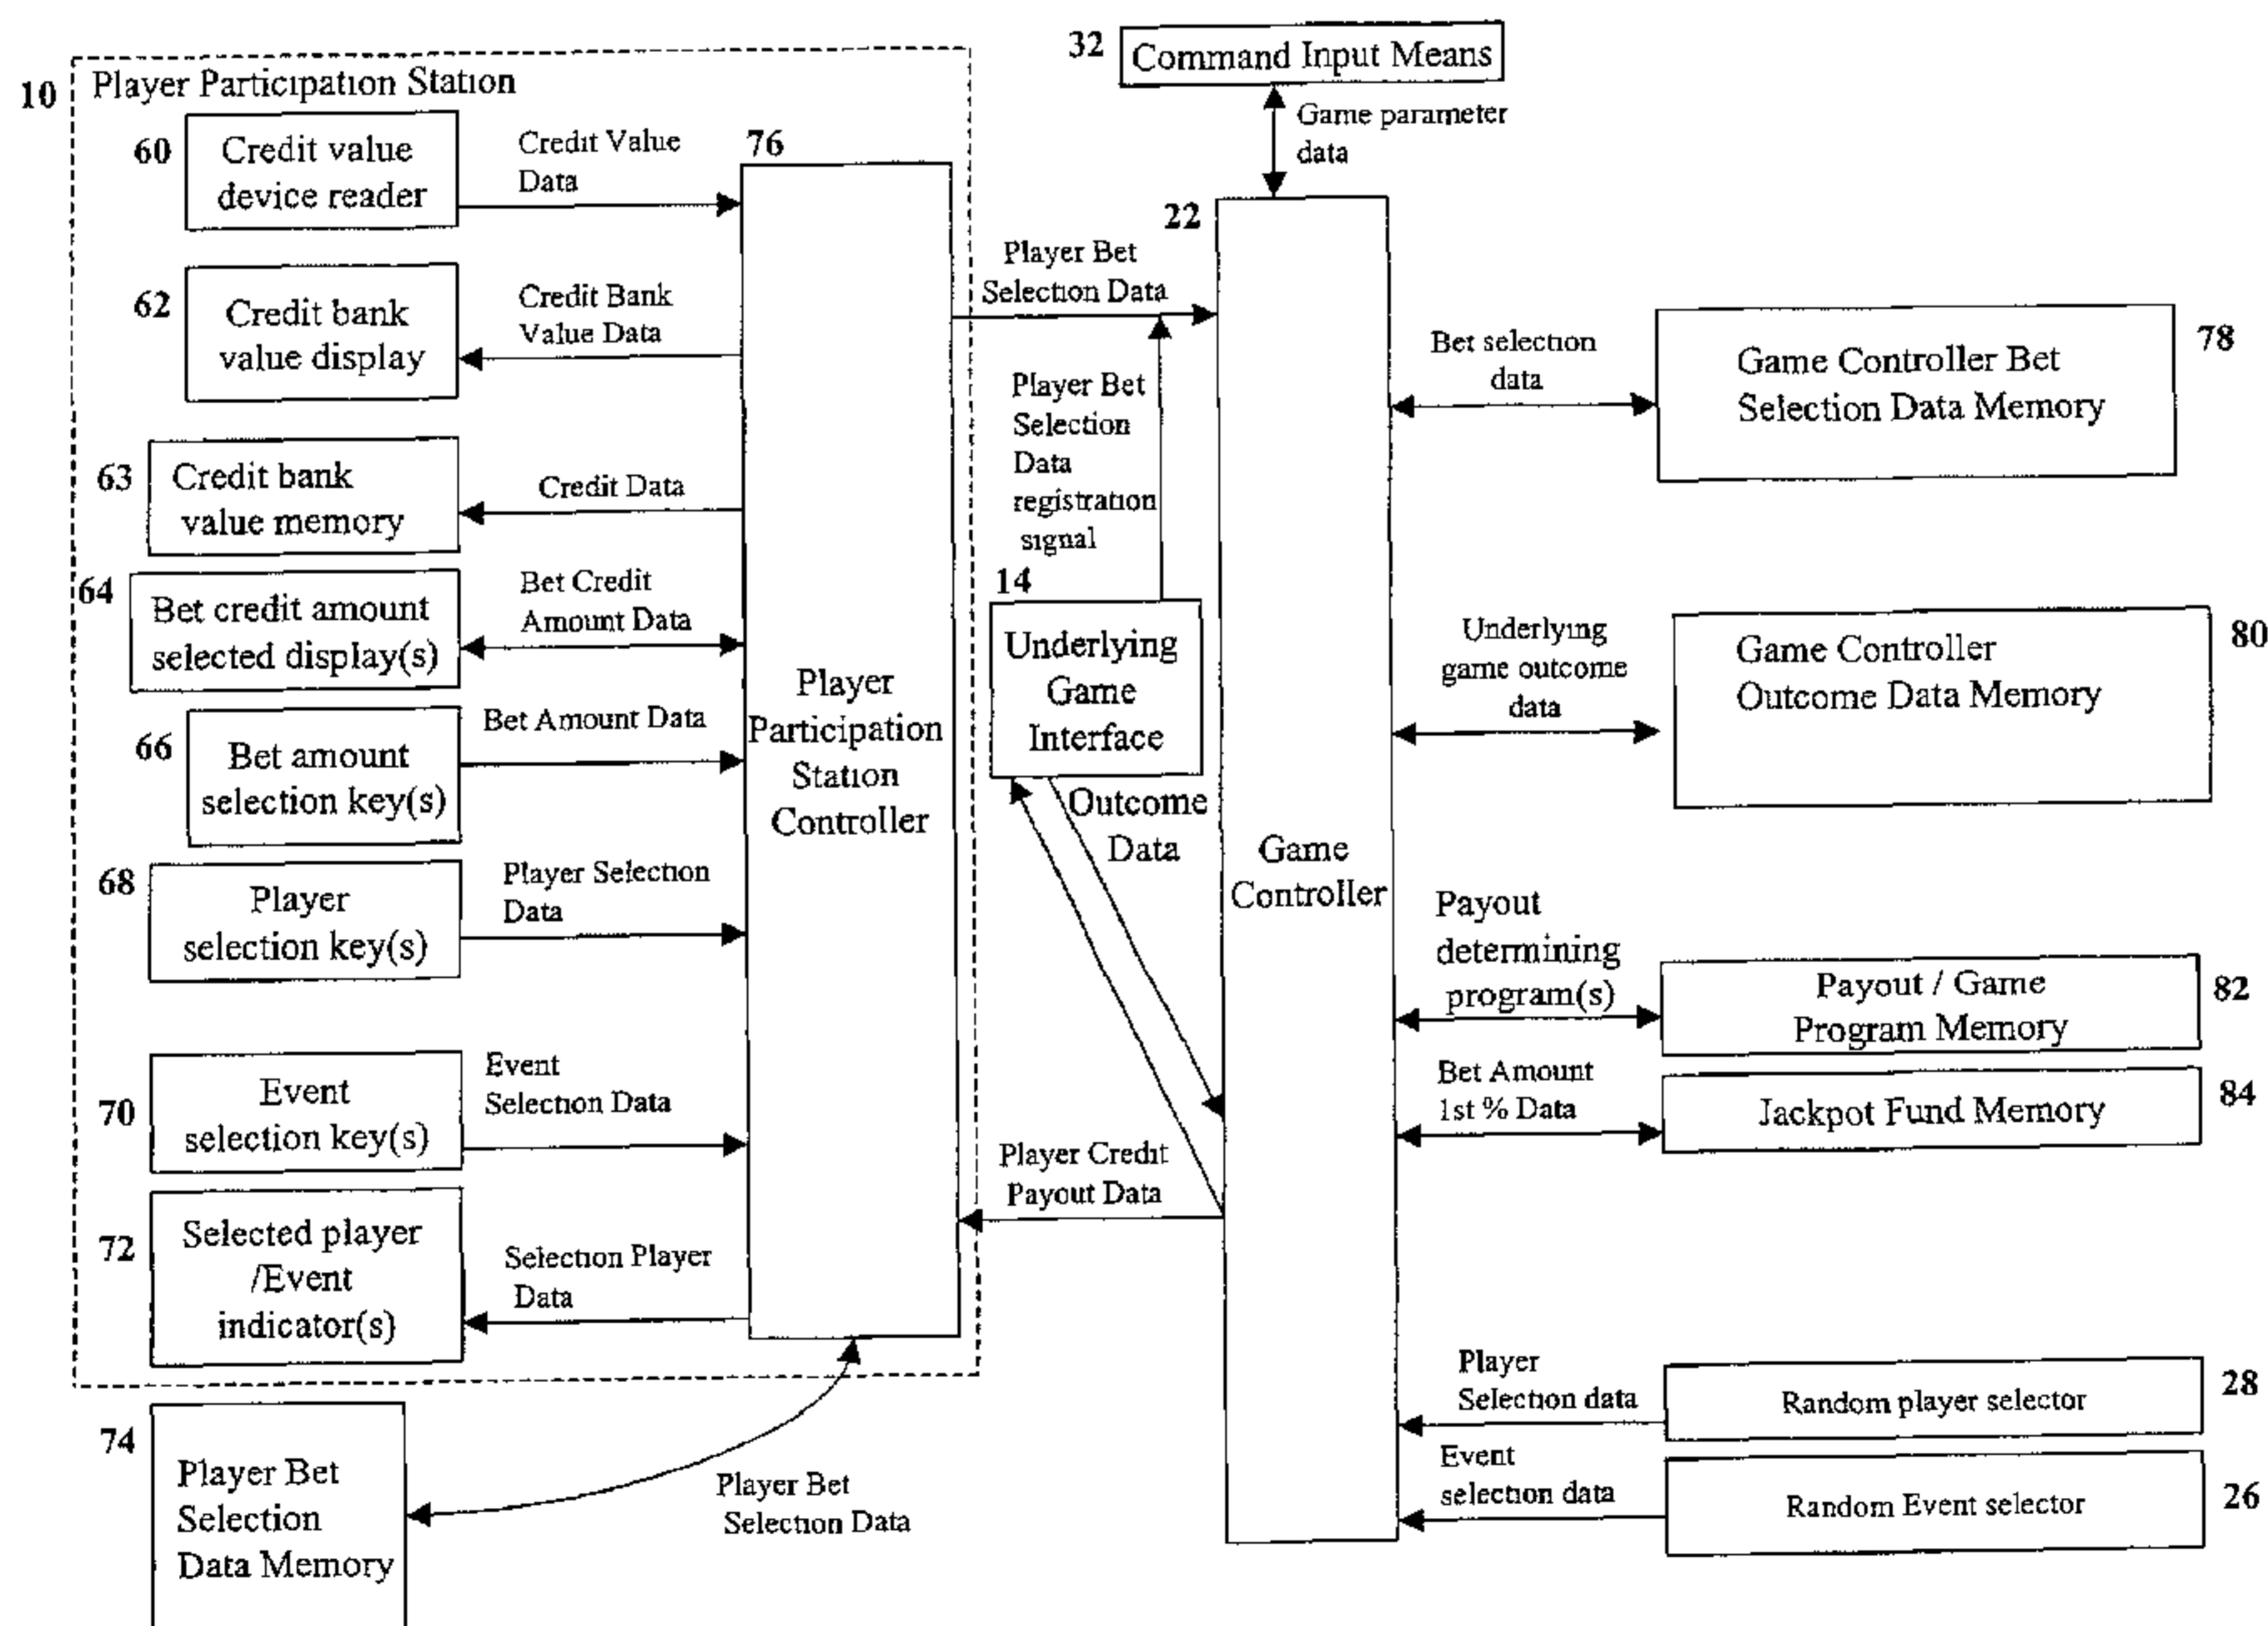 10
Player Participation Station
60
Credit value
device reader
Credit Value
Data
62
Credit bank
value display
Credit Bank
Value Data
63
Credit bank
value memory
Credit Data
64
Bet credit amount
selected display(s)
Bet Credit
Amount Data
66
Bet amount
selection key(s)
Bet Amount Data
68
Player
selection key(s)
Player Selection
Data
70
Event
selection key(s)
Event
Selection Data
72
Selected player
/Event
indicator(s)
Selection Player
Data
74
Player Bet
Selection
Data Memory
Player Bet
Selection Data
76
Player
Participation
Station
Controller
Player Bet
Selection Data
Player Bet
Selection
Data
registration
signal
14
Underlying
Game
Interface
Outcome
Data
Player Credit
Payout Data
32
Command Input Means
Game parameter
data
22
Game
Controller
Bet selection
data
Game Controller Bet
Selection Data Memory
78
Underlying
game outcome
data
Game Controller
Outcome Data Memory
80
Payout
determining
program(s)
Payout / Game
Program Memory
82
Bet Amount
1st % Data
Jackpot Fund Memory
84
Player
Selection data
Random player selector
28
Event
selection data
Random Event selector
26